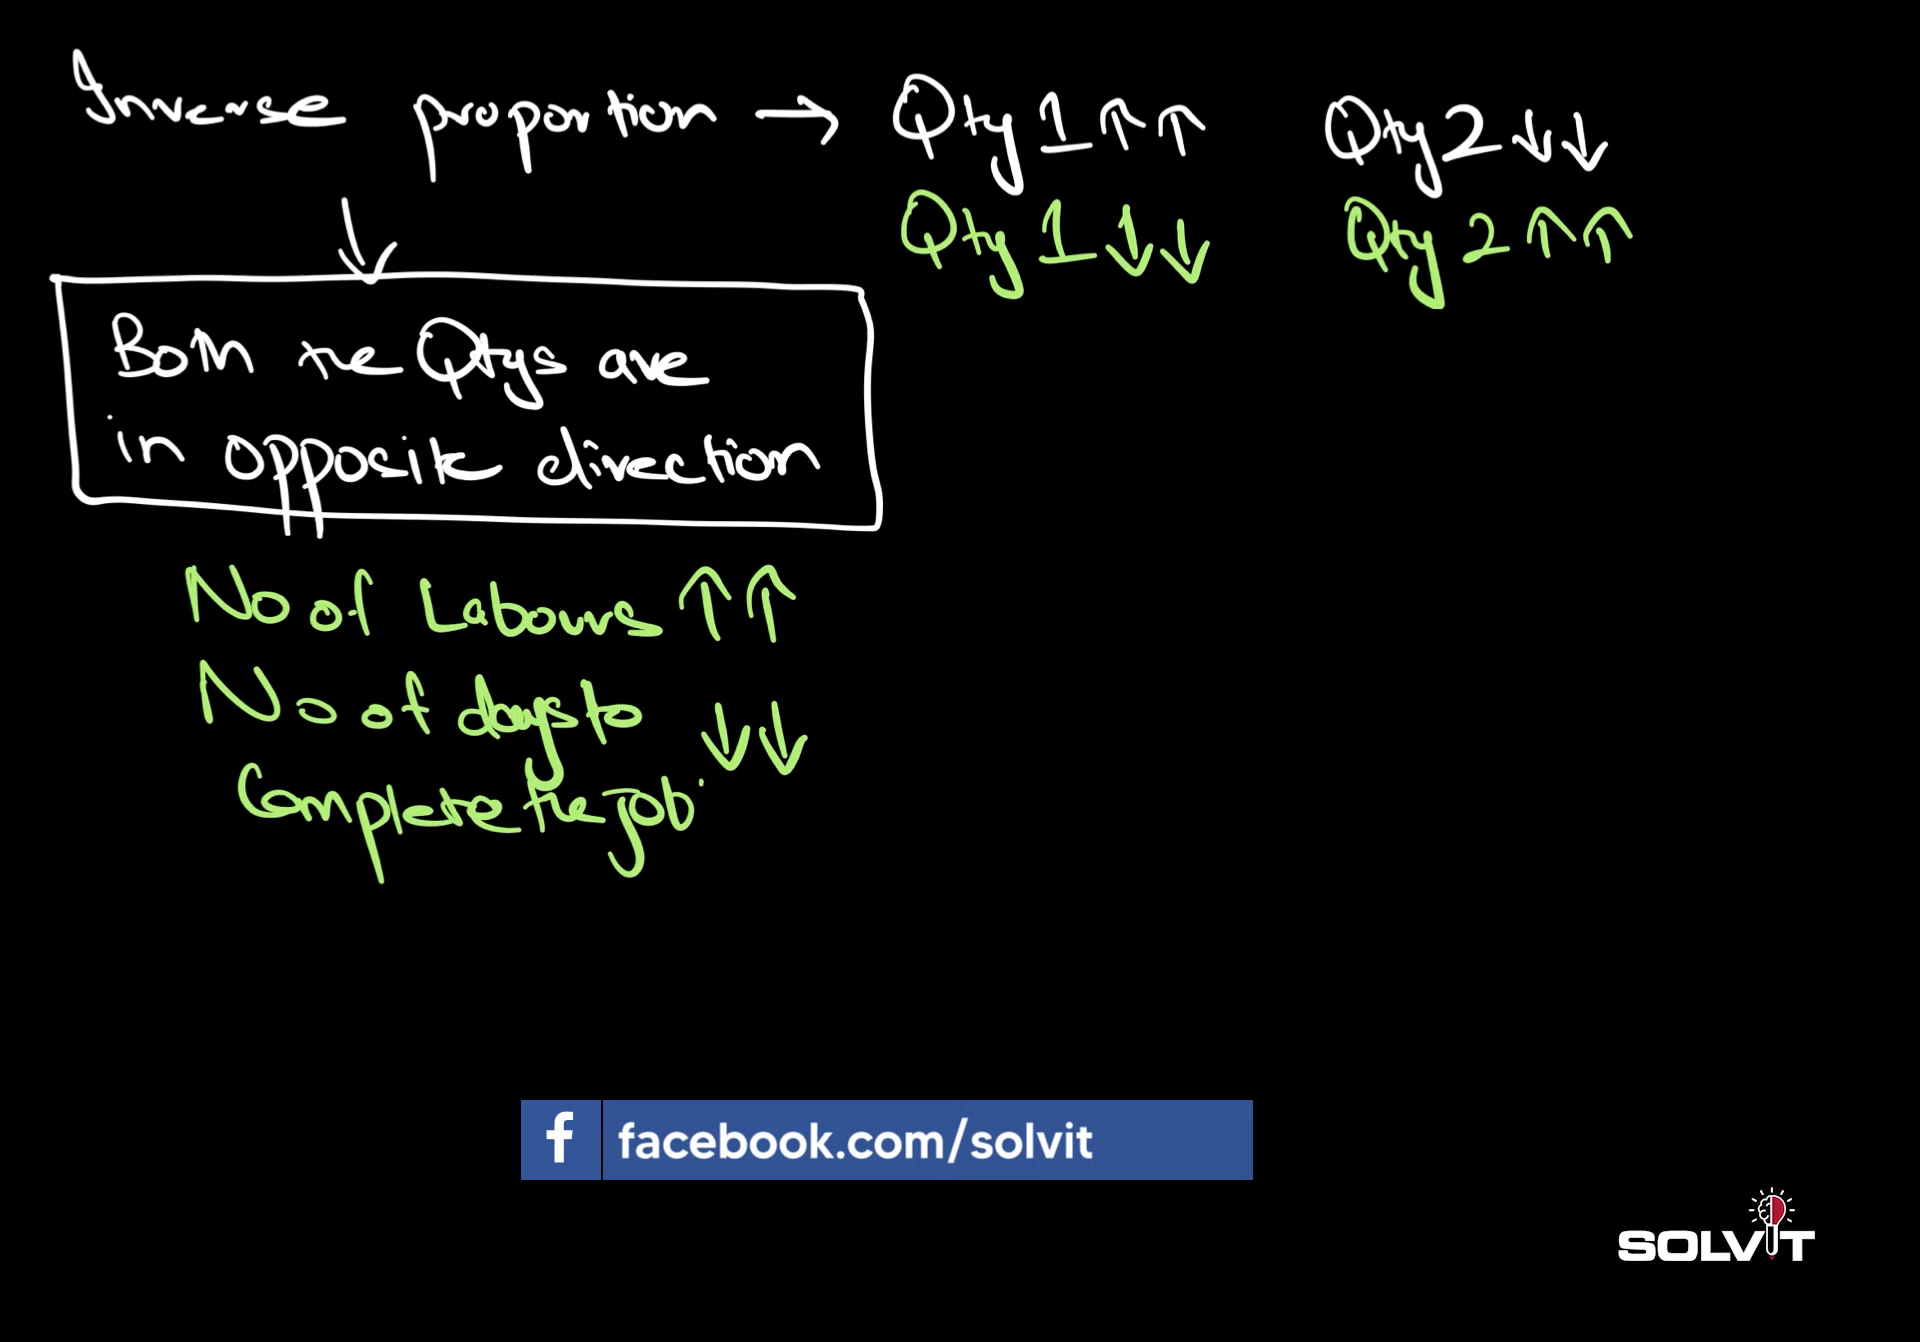 Inverse proportion → Qty 1 ↑↑ Qty 2 ↓↓
Qty 1 ↓↓ Qty 2 ↑↑
Both the Qtys are
in opposite direction
No of Labours ↑↑
No of days to ↓↓
Complete the job
f facebook.com/solvit
SOLVIT